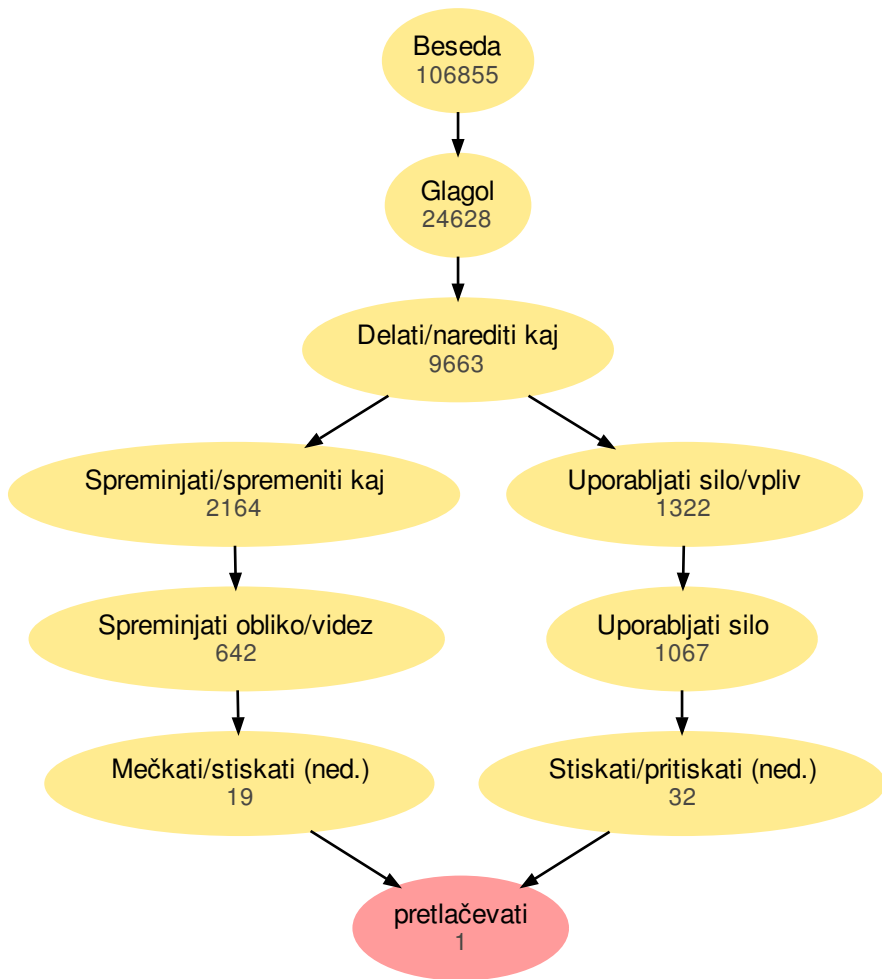 Beseda
106855
Glagol
24628
Delati/narediti kaj
9663
Spreminjati/spremeniti kaj
2164
Uporabljati silo/vpliv
1322
Spreminjati obliko/videz
642
Uporabljati silo
1067
Mečkati/stiskati (ned.)
19
Stiskati/pritiskati (ned.)
32
pretlačevati
1